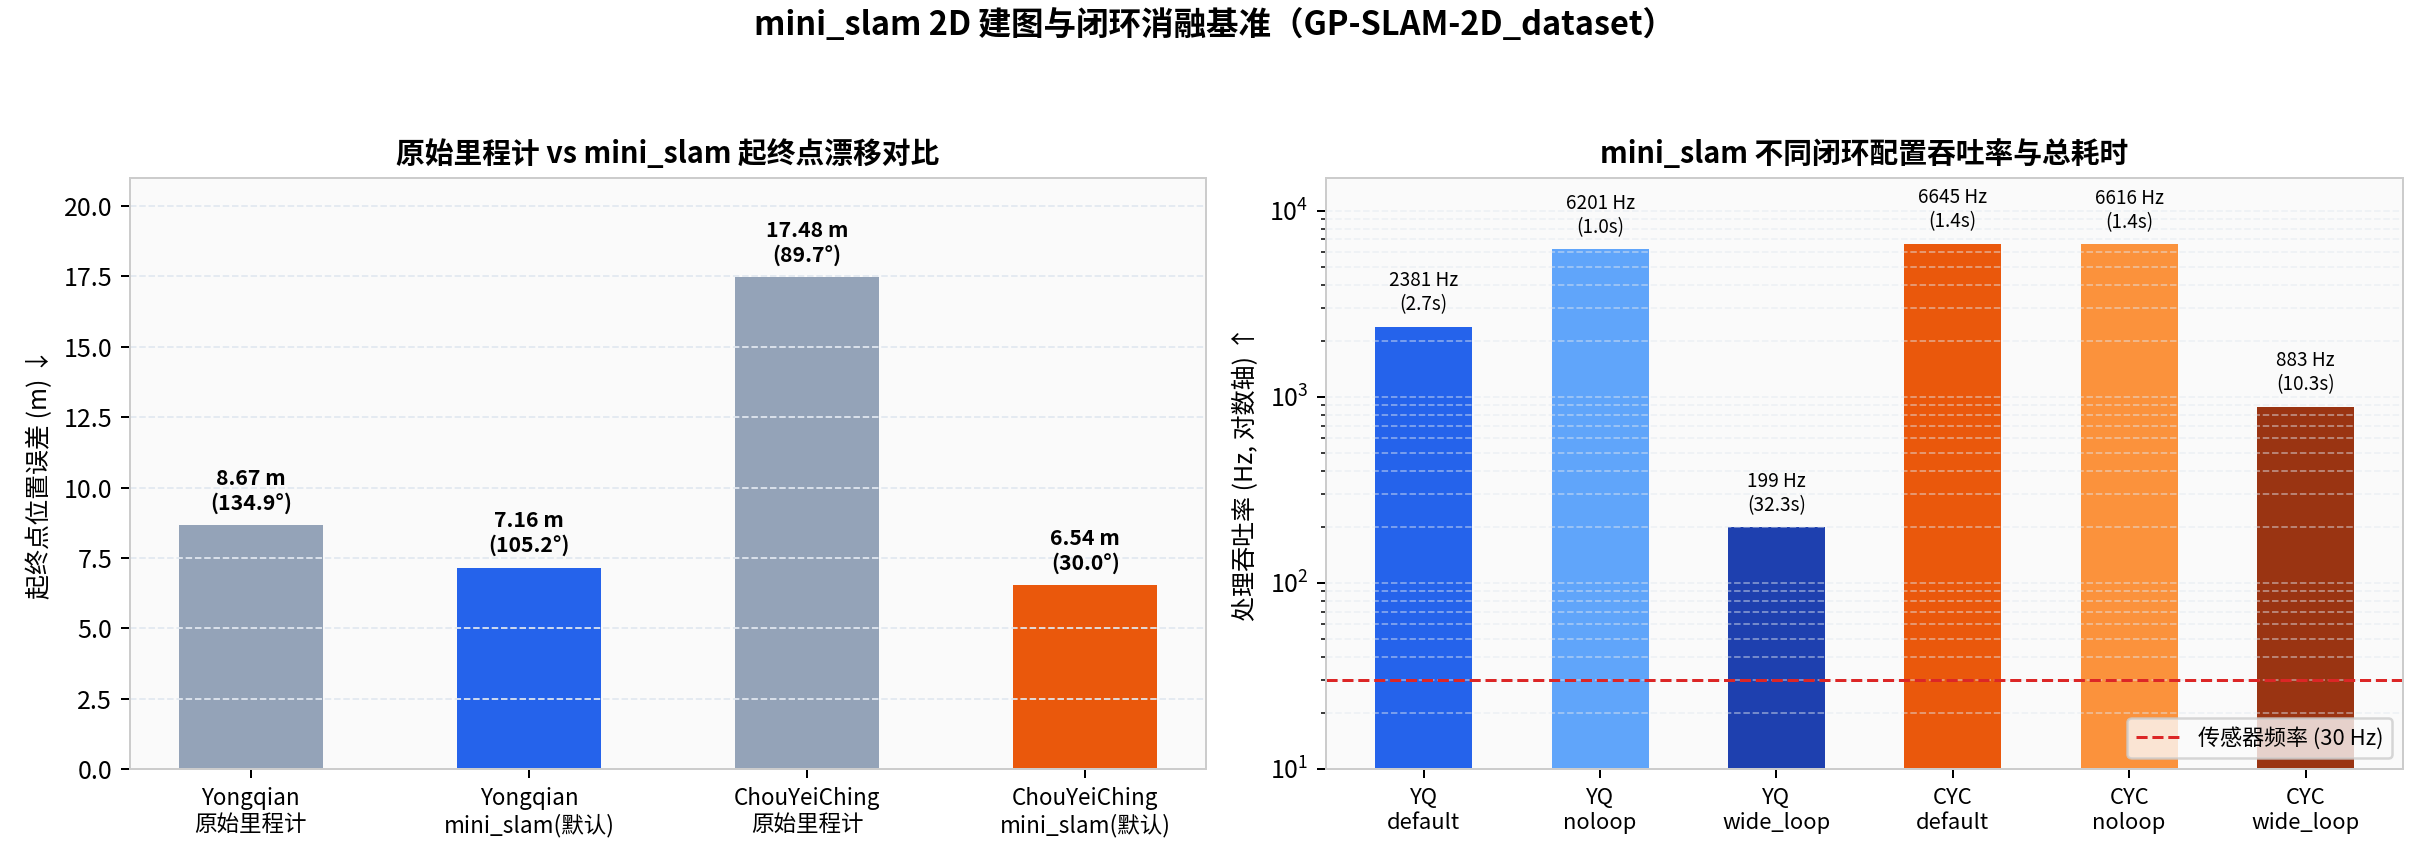 mini_slam 2D 建图与闭环消融基准（GP-SLAM-2D_dataset）
原始里程计 vs mini_slam 起终点漂移对比
起终点位置误差 (m) ↓
20.0
17.5
15.0
12.5
10.0
7.5
5.0
2.5
0.0
8.67 m
(134.9°)
7.16 m
(105.2°)
17.48 m
(89.7°)
6.54 m
(30.0°)
Yongqian
原始里程计
Yongqian
mini_slam(默认)
ChouYeiChing
原始里程计
ChouYeiChing
mini_slam(默认)
mini_slam 不同闭环配置吞吐率与总耗时
处理吞吐率 (Hz, 对数轴) ↑
10⁴
10³
10²
10¹
2381 Hz
(2.7s)
6201 Hz
(1.0s)
199 Hz
(32.3s)
6645 Hz
(1.4s)
6616 Hz
(1.4s)
883 Hz
(10.3s)
传感器频率 (30 Hz)
YQ
default
YQ
noloop
YQ
wide_loop
CYC
default
CYC
noloop
CYC
wide_loop